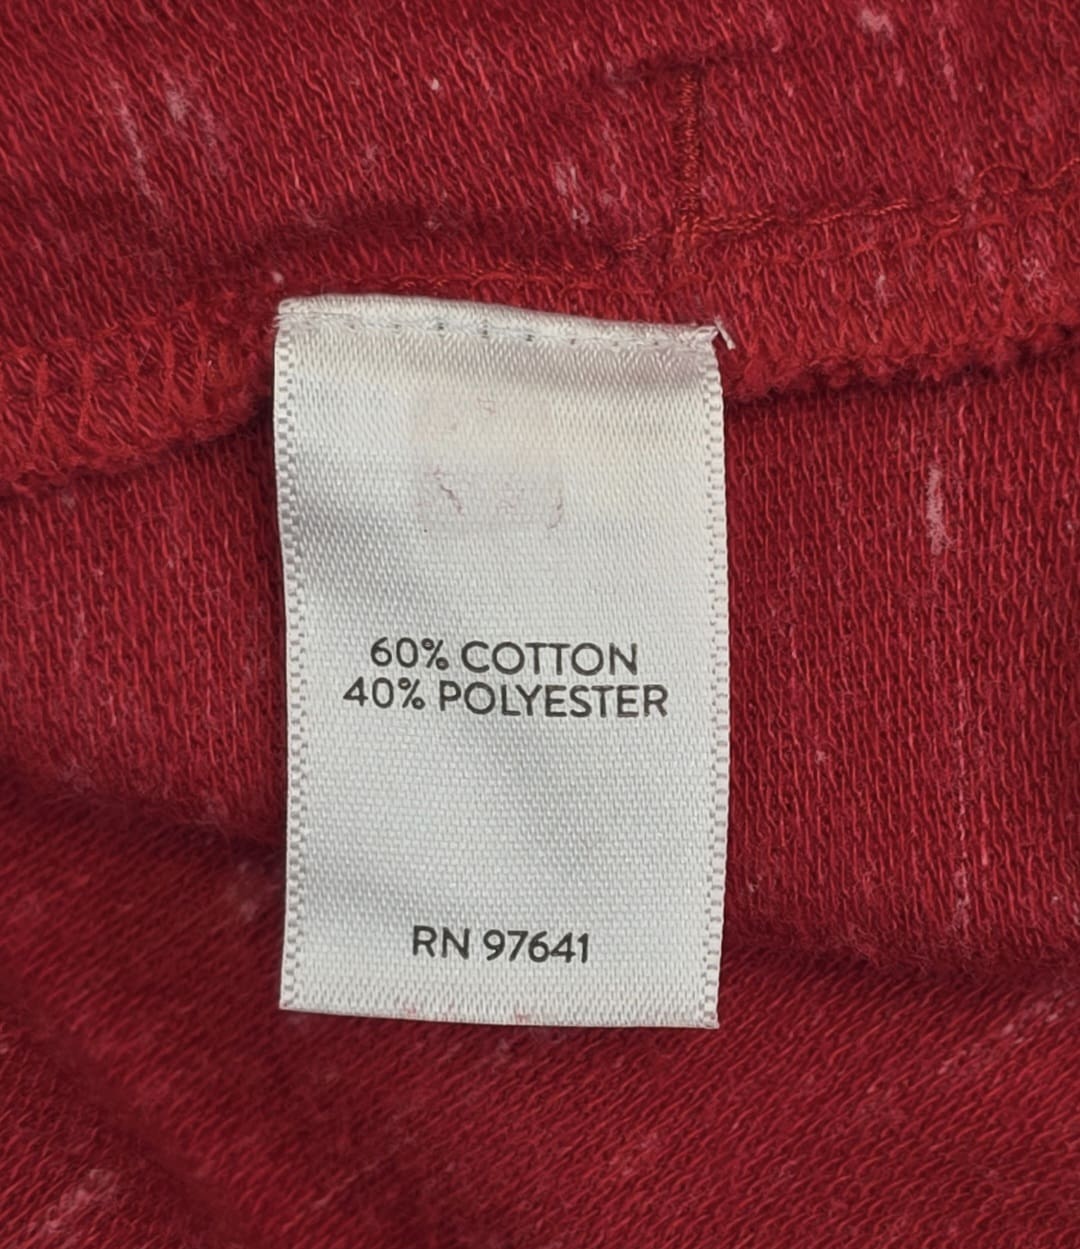 60% COTTON
40% POLYESTER
RN 97641